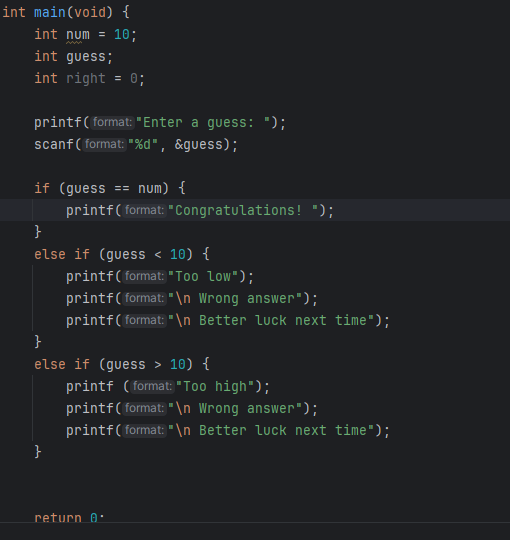 int main(void) {
    int num = 10;
    int guess;
    int right = 0;

    printf(format:"Enter a guess: ");
    scanf(format:"%d", &guess);

    if (guess == num) {
        printf(format:"Congratulations! ");
    }
    else if (guess < 10) {
        printf(format:"Too low");
        printf(format:"\n Wrong answer");
        printf(format:"\n Better luck next time");
    }
    else if (guess > 10) {
        printf (format:"Too high");
        printf(format:"\n Wrong answer");
        printf(format:"\n Better luck next time");
    }

    return 0;